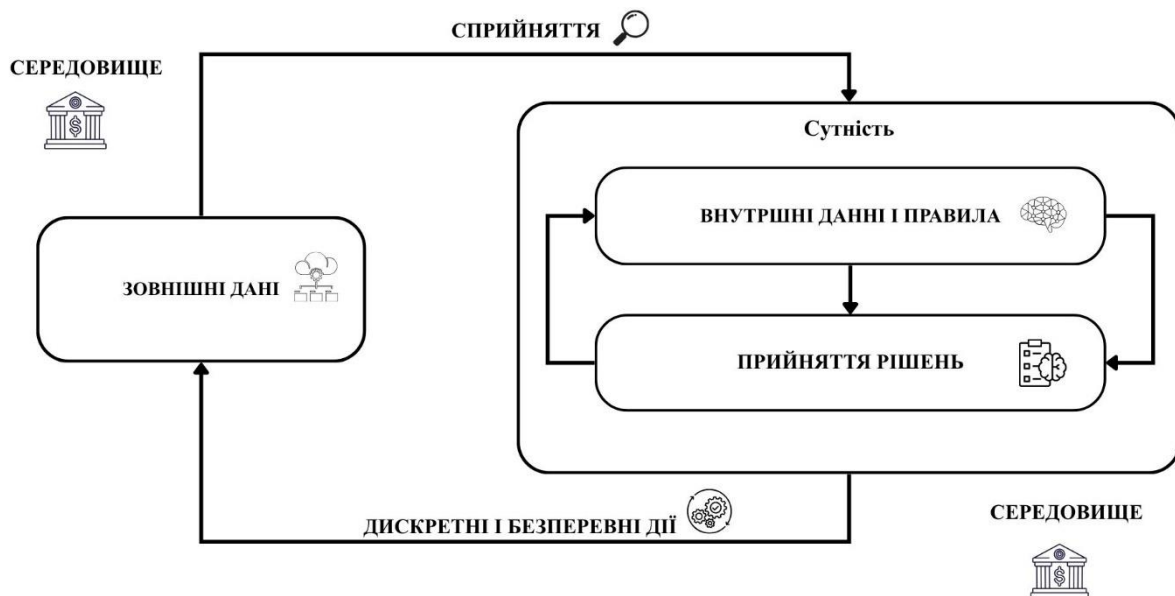 СПРИЙНЯТТЯ
СЕРЕДОВИЩЕ
Сутність
ВНУТРШНІ ДАННІ І ПРАВИЛА
ЗОВНІШНІ ДАНІ
ПРИЙНЯТТЯ РІШЕНЬ
ДИСКРЕТНІ І БЕЗПЕРЕВНІ ДІЇ
СЕРЕДОВИЩЕ